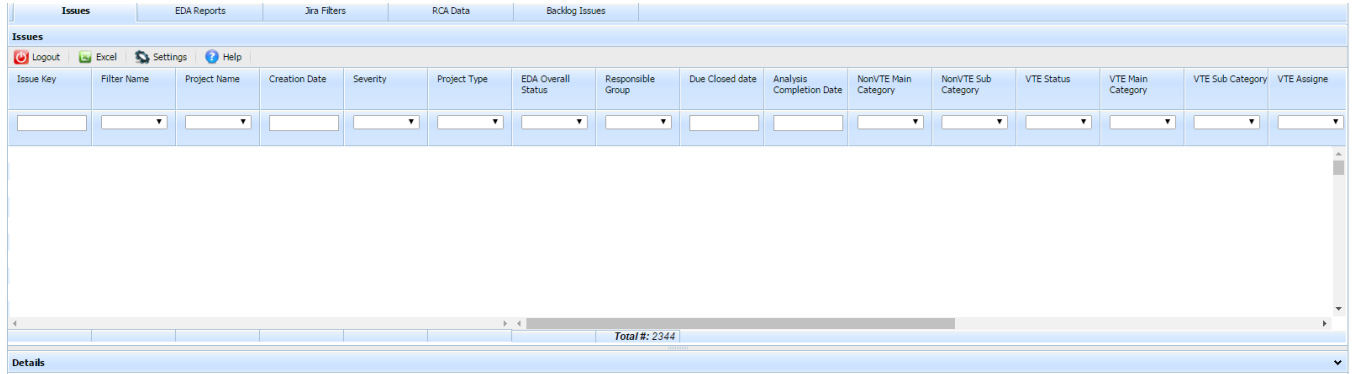 Issues EDA Reports Jira Filters RCA Data Backlog Issues
Issues
Logout Excel Settings Help
Issue Key Filter Name Project Name Creation Date Severity Project Type EDA Overall Status Responsible Group Due Closed date Analysis Completion Date NonVTE Main Category NonVTE Sub Category VTE Status VTE Main Category VTE Sub Category VTE Assigne
Total #: 2344
Details